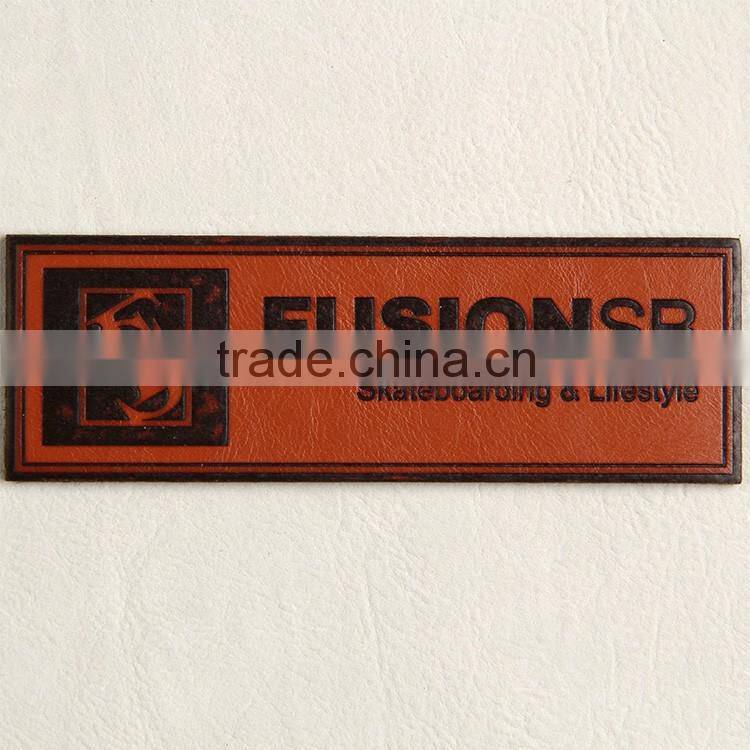 FUSIONSB
trade.china.cn
Skateboarding & Lifestyle